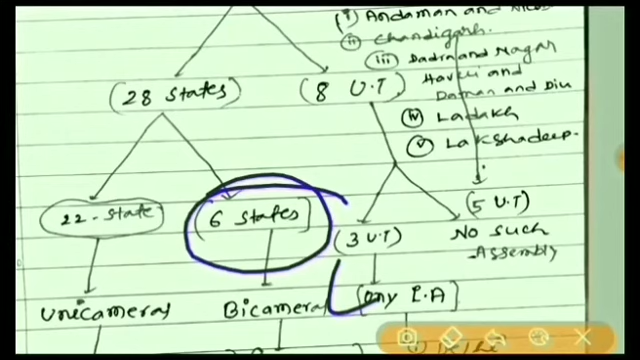 (i) Andaman and
(ii) Chandigarh.
(iii) Dadra and Nagar
Haveli and
Daman and Diu
(28 States)
(8 U.T)
(iv) Ladakh
(v) Lakshadeep.
22-State
[6 States]
(3 U.T)
(5 U.T)
No such
Assembly
Unicameral
Bicameral
[only L.A]
(i) Delhi